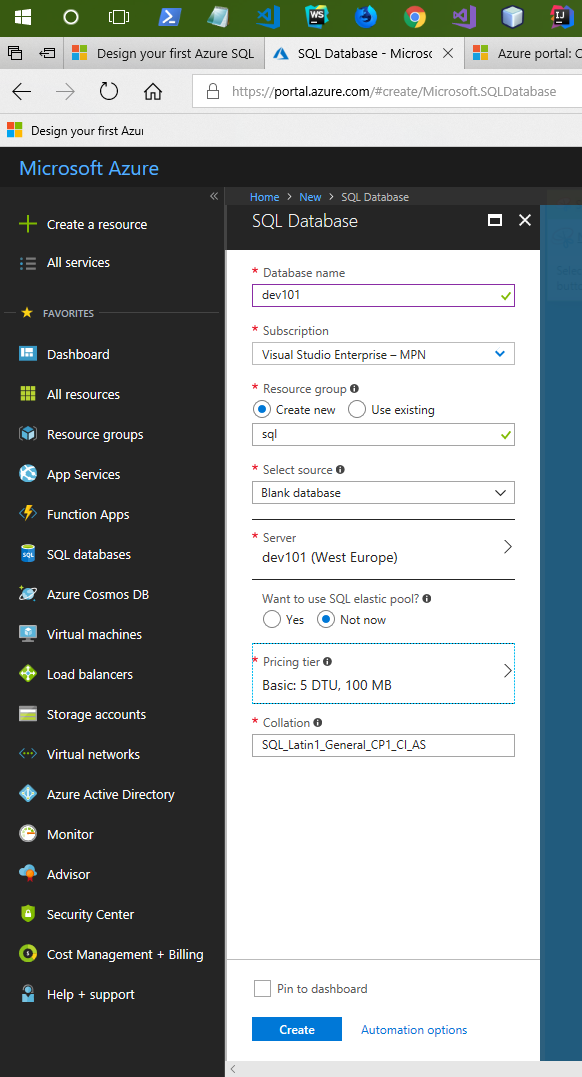 Design your first Azure SQL
SQL Database - Microsc
Azure portal: C
https://portal.azure.com/#create/Microsoft.SQLDatabase
Design your first Azur
Microsoft Azure
Home > New > SQL Database
SQL Database
Create a resource
All services
FAVORITES
Dashboard
All resources
Resource groups
App Services
Function Apps
SQL databases
Azure Cosmos DB
Virtual machines
Load balancers
Storage accounts
Virtual networks
Azure Active Directory
Monitor
Advisor
Security Center
Cost Management + Billing
Help + support
* Database name
dev101
* Subscription
Visual Studio Enterprise – MPN
* Resource group
Create new Use existing
sql
* Select source
Blank database
* Server
dev101 (West Europe)
Want to use SQL elastic pool?
Yes Not now
* Pricing tier
Basic: 5 DTU, 100 MB
* Collation
SQL_Latin1_General_CP1_CI_AS
Pin to dashboard
Create Automation options